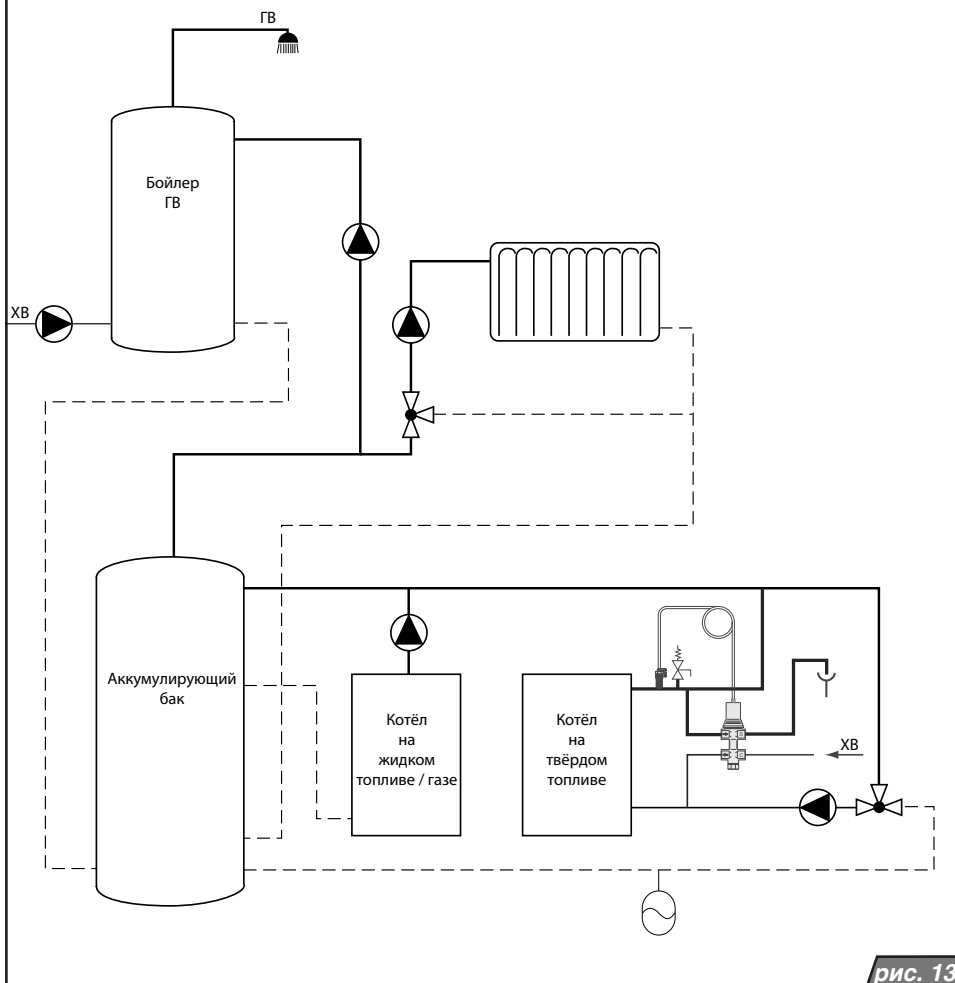 ГВ
Бойлер
ГВ
ХВ
Аккумулирующий
бак
Котёл
на
жидком
топливе / газе
Котёл
на
твёрдом
топливе
ХВ
рис. 13